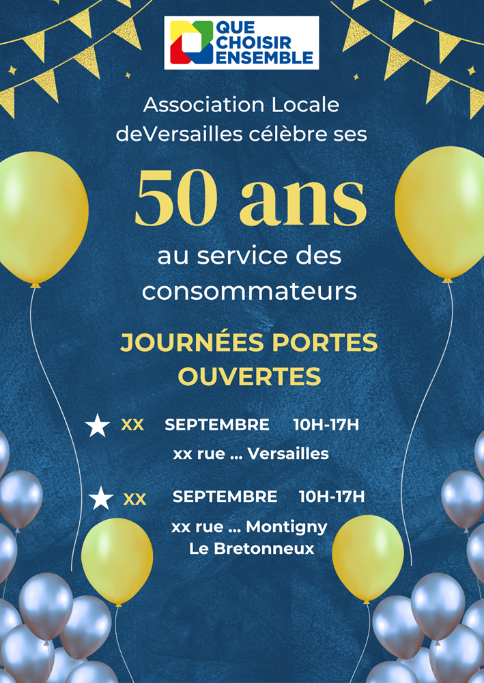 QUE
CHOISIR
ENSEMBLE
Association Locale
deVersailles célèbre ses
50 ans
au service des
consommateurs
JOURNÉES PORTES
OUVERTES
XX SEPTEMBRE 10H-17H
xx rue ... Versailles
XX SEPTEMBRE 10H-17H
xx rue ... Montigny
Le Bretonneux